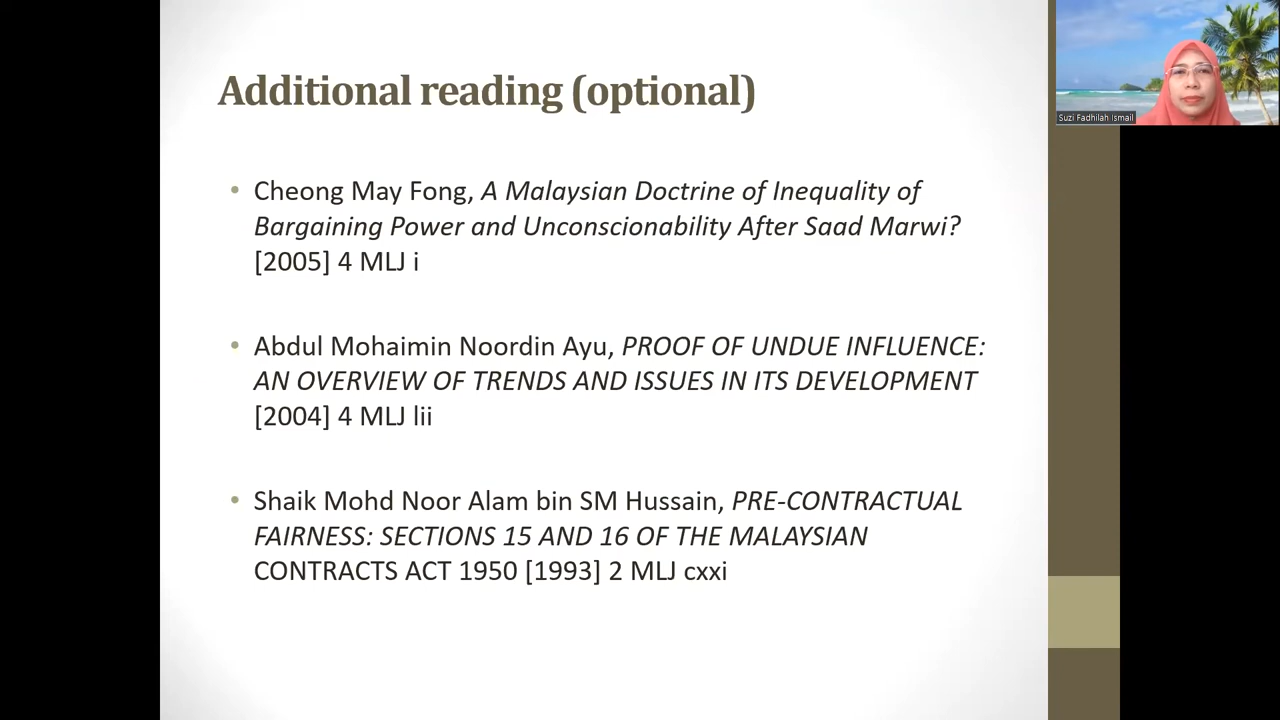 Additional reading (optional)
Suzi Fadhilah Ismail
• Cheong May Fong, A Malaysian Doctrine of Inequality of
Bargaining Power and Unconscionability After Saad Marwi?
[2005] 4 MLJ i
• Abdul Mohaimin Noordin Ayu, PROOF OF UNDUE INFLUENCE:
AN OVERVIEW OF TRENDS AND ISSUES IN ITS DEVELOPMENT
[2004] 4 MLJ lii
• Shaik Mohd Noor Alam bin SM Hussain, PRE-CONTRACTUAL
FAIRNESS: SECTIONS 15 AND 16 OF THE MALAYSIAN
CONTRACTS ACT 1950 [1993] 2 MLJ cxxi